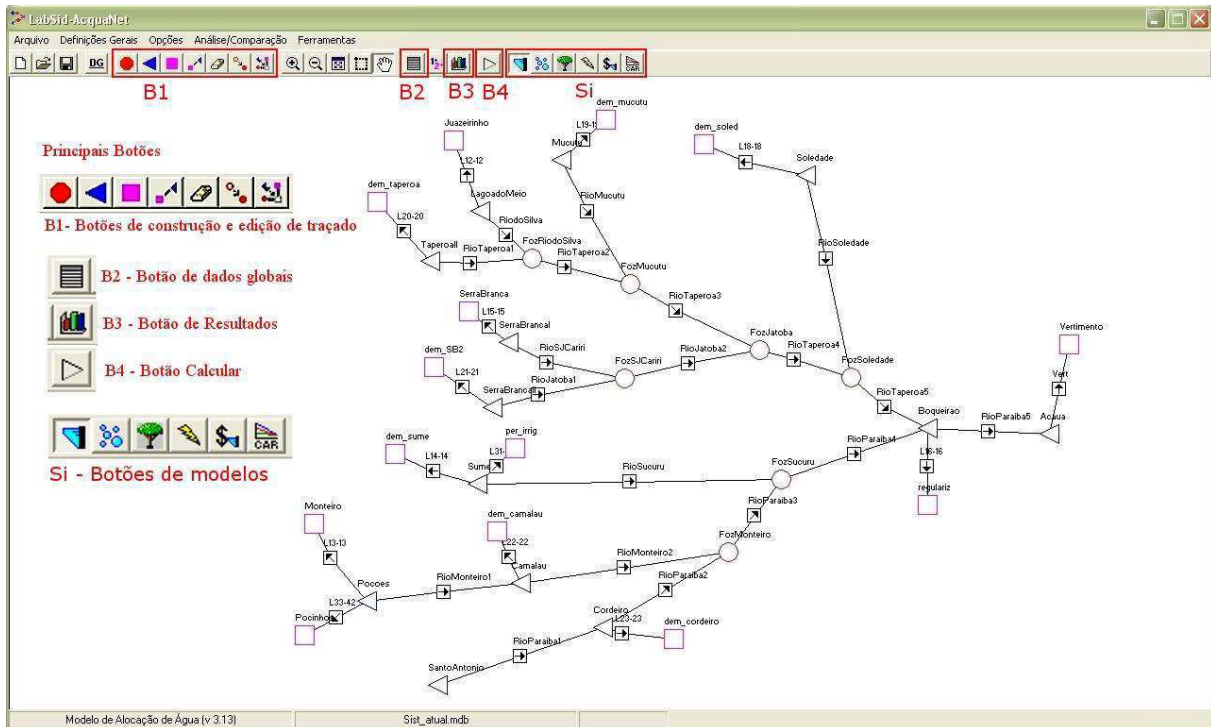 LabSid-AcquaNet
Arquivo Definições Gerais Opções Análise/Comparação Ferramentas
DG
CAR
B1
B2
B3
B4
Si
dem_mucutu
Juazeirinho
L19-19
dem_soled
L18-18
Mucutu
Soledade
Principais Botões
L12-12
dem_taperoa
LagoadoMeio
RioMucutu
L20-20
RiodoSilva
B1- Botões de construção e edição de traçado
TaperoaII
RioTaperoa1
FozRiodoSilva
RioTaperoa2
RioSoledade
FozMucutu
B2 - Botão de dados globais
SerraBranca
RioTaperoa3
L15-15
B3 - Botão de Resultados
SerraBrancaI
FozJatoba
Vertimento
RioSJCariri
RioJatoba2
RioTaperoa4
dem_SB2
FozSJCariri
FozSoledade
B4 - Botão Calcular
L21-21
RioJatoba1
Vert
SerraBrancaII
RioTaperoa5
Boqueirao
RioParaiba5
Acaua
CAR
dem_sume
per_irrig
RioParaiba4
L14-14
L31-
L16-16
Si - Botões de modelos
Sume
RioSucuru
FozSucuru
regulariz
RioParaiba3
Monteiro
dem_camalau
FozMonteiro
L13-13
L22-22
RioMonteiro2
Camalau
RioParaiba2
Pocoes
RioMonteiro1
L33-42
Cordeiro
Pocinhos
L23-23
dem_cordeiro
RioParaiba1
SantoAntonio
Modelo de Alocação de Água (v 3.13)
Sist_atual.mdb